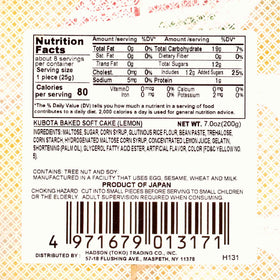 Nutrition Facts
about 8 servings per container
Serving size
1 piece (25g)
Calories per serving 80
Amount /serving %DV* Amount /serving %DV*
Total Fat 0g 0% Total Carbohydrate 19g 7%
Sat Fat 0g 0% Dietary Fiber 0g 0%
Trans Fat 0g Total Sugars 12g
Cholest. 0mg 0% Includes 12g Added Sugars 25%
Sodium 5mg 0% Protein 1g
Vitamin D 0mcg 0% Calcium 0mg 0%
Iron 0mg 0% Potas. 0mg 0%
* The % Daily Value (DV) tells you how much a nutrient in a serving of food contributes to a daily diet. 2,000 calories a day is used for general nutrition advice.
KUBOTA BAKED SOFT CAKE (LEMON) NET WT. 7.0oz(200g)
INGREDIENTS: MALTOSE, SUGAR, CORN SYRUP, GLUTINOUS RICE FLOUR, BEAN PASTE, TREHALOSE,
CORN STARCH, HYDROGENATED MALTOSE CORN SYRUP, CONCENTRATED LEMON JUICE, GELATIN,
SHORTENING (PALM OIL), GLYCEROL FATTY ACID ESTER, ARTIFICIAL FLAVOR, COLOR (FD&C YELLOW NO.
5).
CONTAINS: TREE NUT AND SOY.
MANUFACTURED IN A FACILITY THAT USES EGG, SESAME, WHEAT AND MILK.
PRODUCT OF JAPAN
CHOKING HAZARD. CUT INTO SMALL PIECES BEFORE SERVING TO SMALL CHILDREN
OR THE ELDERLY. ADULT SUPERVISION REQUIRED WHEN CONSUMING.
4 971679 013171
HADSON (TOKO) TRADING CO., INC.
57-18 FLUSHING AVE., MASPETH, N.Y. 11378
H131